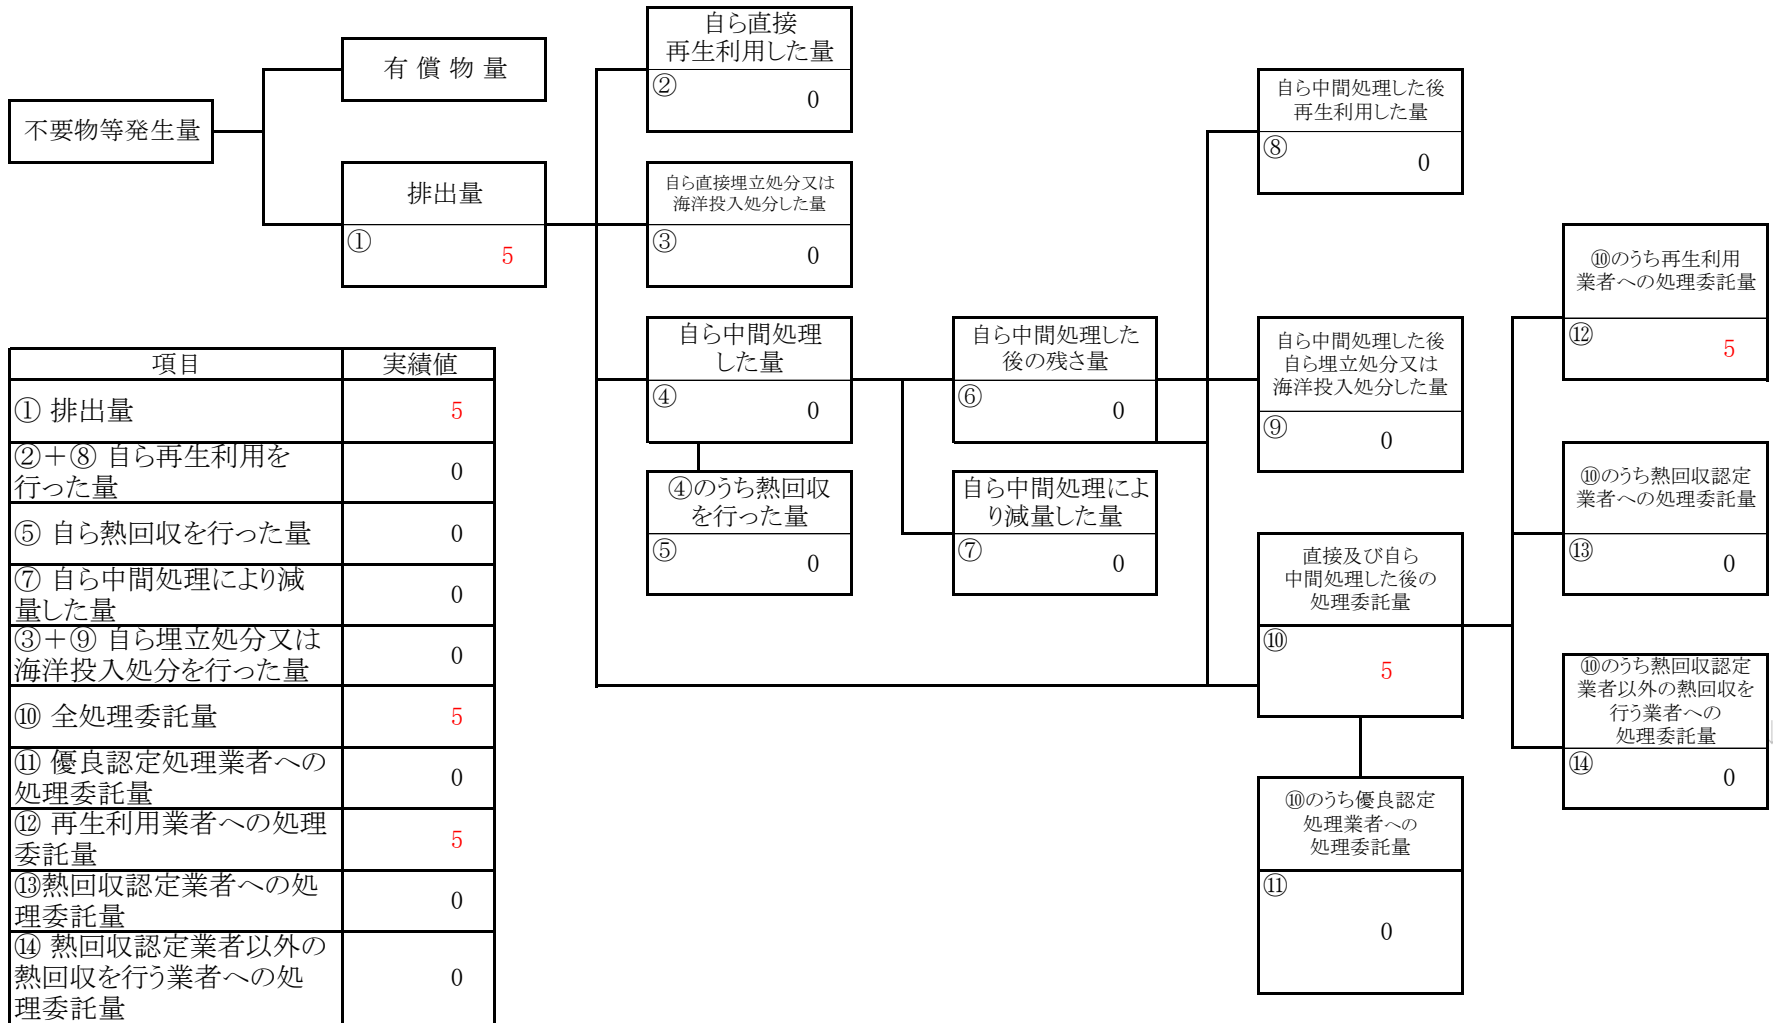 不要物等発生量
有 償 物 量
排出量
①
5
自ら直接
再生利用した量
②
0
自ら直接埋立処分又は
海洋投入処分した量
③
0
自ら中間処理
した量
④
0
④のうち熱回収
を行った量
⑤
0
自ら中間処理した
後の残さ量
⑥
0
自ら中間処理によ
り減量した量
⑦
0
自ら中間処理した後
再生利用した量
⑧
0
自ら中間処理した後
自ら埋立処分又は
海洋投入処分した量
⑨
0
直接及び自ら
中間処理した後の
処理委託量
⑩
5
⑩のうち優良認定
処理業者への
処理委託量
⑪
0
⑩のうち再生利用
業者への処理委託量
⑫
5
⑩のうち熱回収認定
業者への処理委託量
⑬
0
⑩のうち熱回収認定
業者以外の熱回収を
行う業者への
処理委託量
⑭
0
項目 実績値
① 排出量 5
②＋⑧ 自ら再生利用を
行った量 0
⑤ 自ら熱回収を行った量 0
⑦ 自ら中間処理により減
量した量 0
③＋⑨ 自ら埋立処分又は
海洋投入処分を行った量 0
⑩ 全処理委託量 5
⑪ 優良認定処理業者への
処理委託量 0
⑫ 再生利用業者への処理
委託量 5
⑬熱回収認定業者への処
理委託量 0
⑭ 熱回収認定業者以外の
熱回収を行う業者への処
理委託量 0